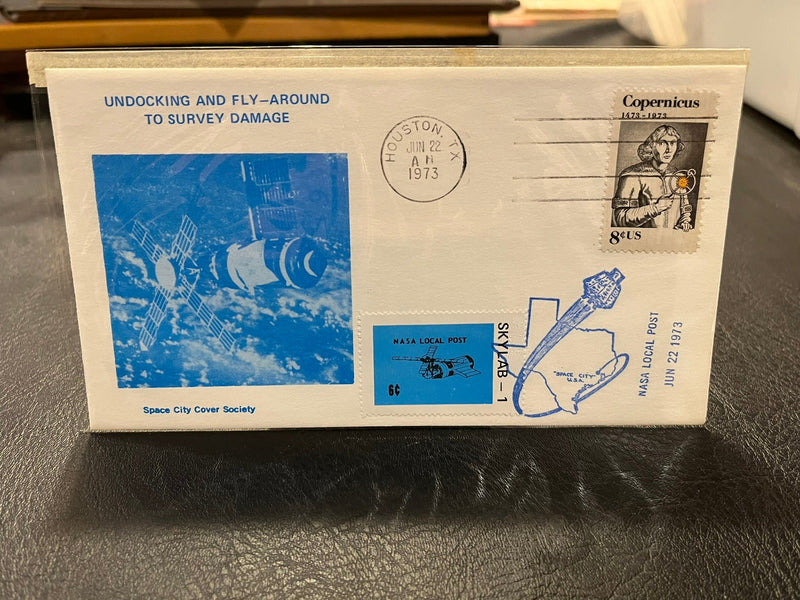 UNDOCKING AND FLY–AROUND
TO SURVEY DAMAGE
Space City Cover Society
HOUSTON, TX
JUN 22
AM
1973
Copernicus
1473-1973
8¢US
NASA LOCAL POST
6¢
SKYLAB – 1
"SPACE CITY"
U.S.A.
NASA LOCAL POST
JUN 22 1973